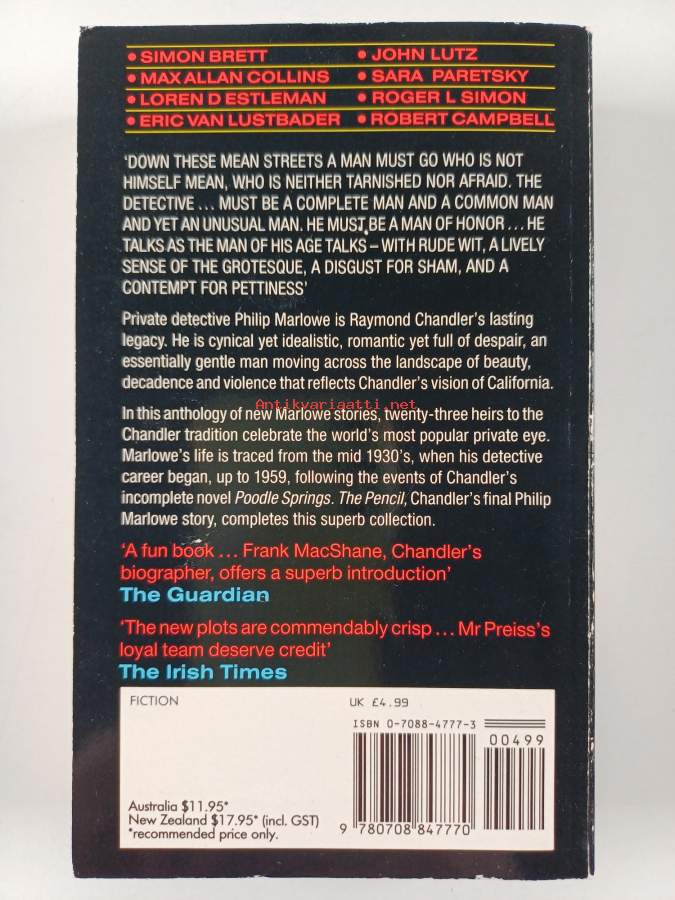 • SIMON BRETT • JOHN LUTZ
• MAX ALLAN COLLINS • SARA PARETSKY
• LOREN D ESTLEMAN • ROGER L SIMON
• ERIC VAN LUSTBADER • ROBERT CAMPBELL
'DOWN THESE MEAN STREETS A MAN MUST GO WHO IS NOT
HIMSELF MEAN, WHO IS NEITHER TARNISHED NOR AFRAID. THE
DETECTIVE ... MUST BE A COMPLETE MAN AND A COMMON MAN
AND YET AN UNUSUAL MAN. HE MUST BE A MAN OF HONOR ... HE
TALKS AS THE MAN OF HIS AGE TALKS – WITH RUDE WIT, A LIVELY
SENSE OF THE GROTESQUE, A DISGUST FOR SHAM, AND A
CONTEMPT FOR PETTINESS'
Private detective Philip Marlowe is Raymond Chandler's lasting
legacy. He is cynical yet idealistic, romantic yet full of despair, an
essentially gentle man moving across the landscape of beauty,
decadence and violence that reflects Chandler's vision of California.
Antikvariaatti.net
In this anthology of new Marlowe stories, twenty-three heirs to the
Chandler tradition celebrate the world's most popular private eye.
Marlowe's life is traced from the mid 1930's, when his detective
career began, up to 1959, following the events of Chandler's
incomplete novel Poodle Springs. The Pencil, Chandler's final Philip
Marlowe story, completes this superb collection.
'A fun book ... Frank MacShane, Chandler's
biographer, offers a superb introduction'
The Guardian
'The new plots are commendably crisp ... Mr Preiss's
loyal team deserve credit'
The Irish Times
FICTION UK £4.99
ISBN 0-7088-4777-3
00499
Australia $11.95*
New Zealand $17.95* (incl. GST)
*recommended price only.
9 780708 847770